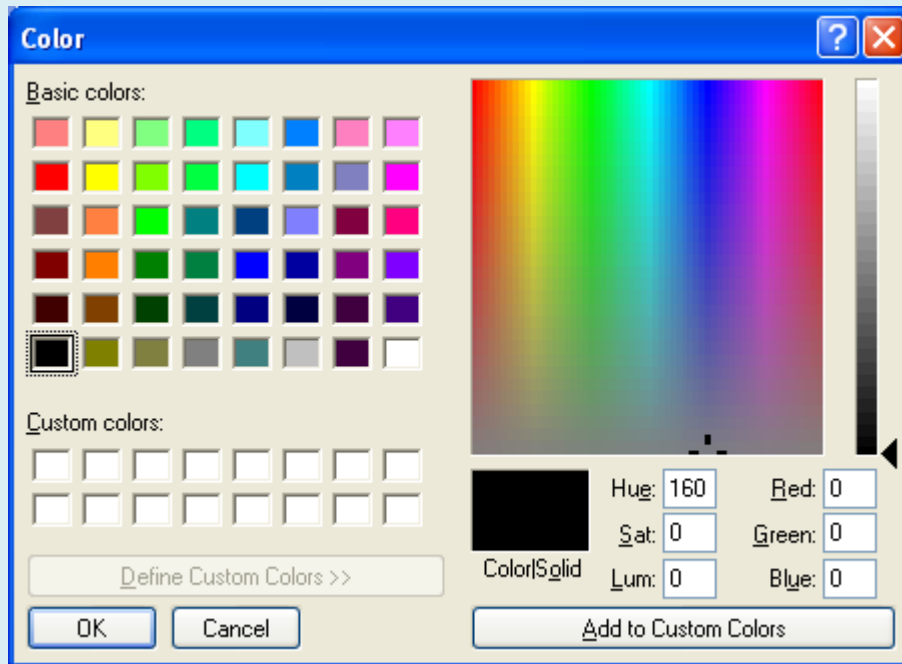 Color
Basic colors:
Custom colors:
Define Custom Colors >>
OK Cancel
Hue: 160 Red: 0
Sat: 0 Green: 0
Color|Solid
Lum: 0 Blue: 0
Add to Custom Colors